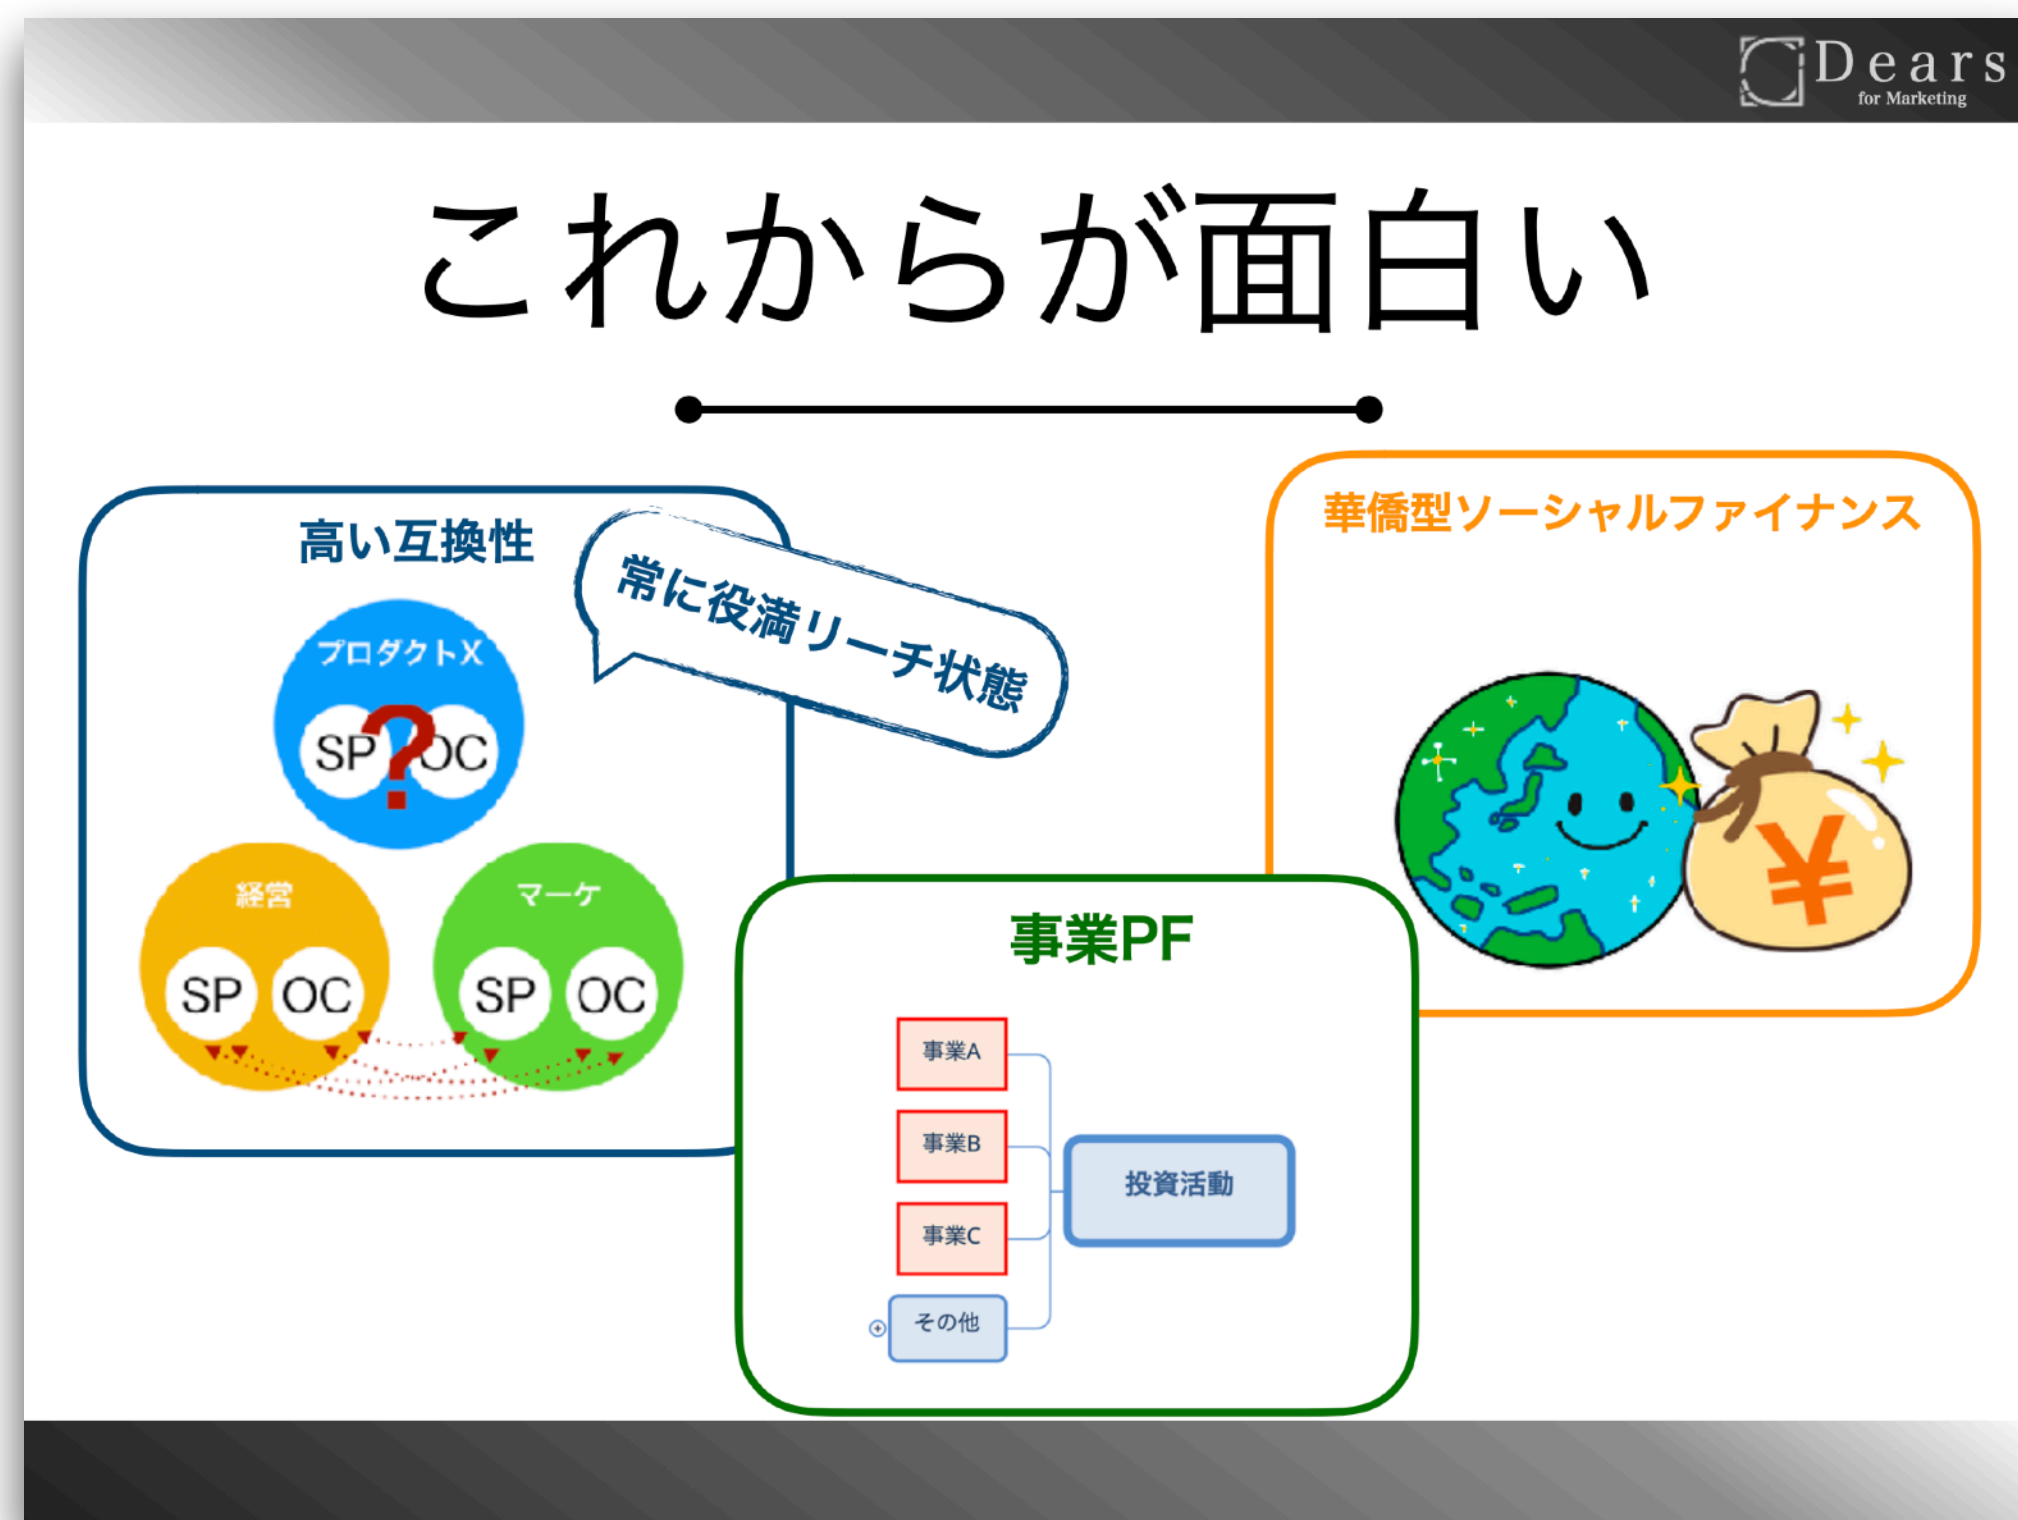 Dears
for Marketing
これからが面白い
高い互換性
常に役満リーチ状態
プロダクトX
SP ? OC
経営
SP OC
マーケ
SP OC
華僑型ソーシャルファイナンス
¥
事業PF
事業A
事業B
事業C
その他
投資活動